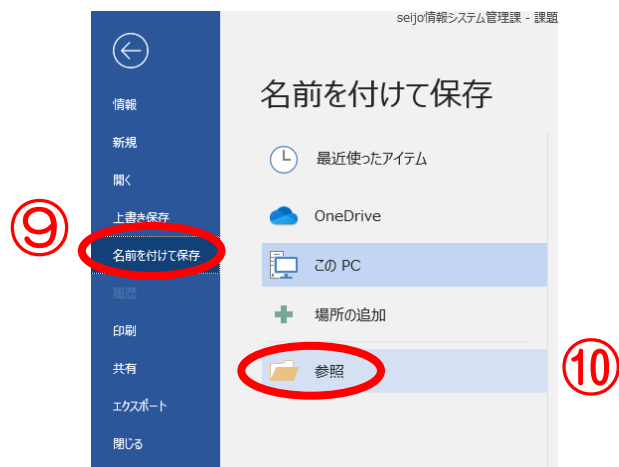 seijo情報システム管理課 - 課題
名前を付けて保存
情報
新規
開く
上書き保存
名前を付けて保存
履歴
印刷
共有
エクスポート
閉じる
最近使ったアイテム
OneDrive
この PC
場所の追加
参照
⑨
⑩